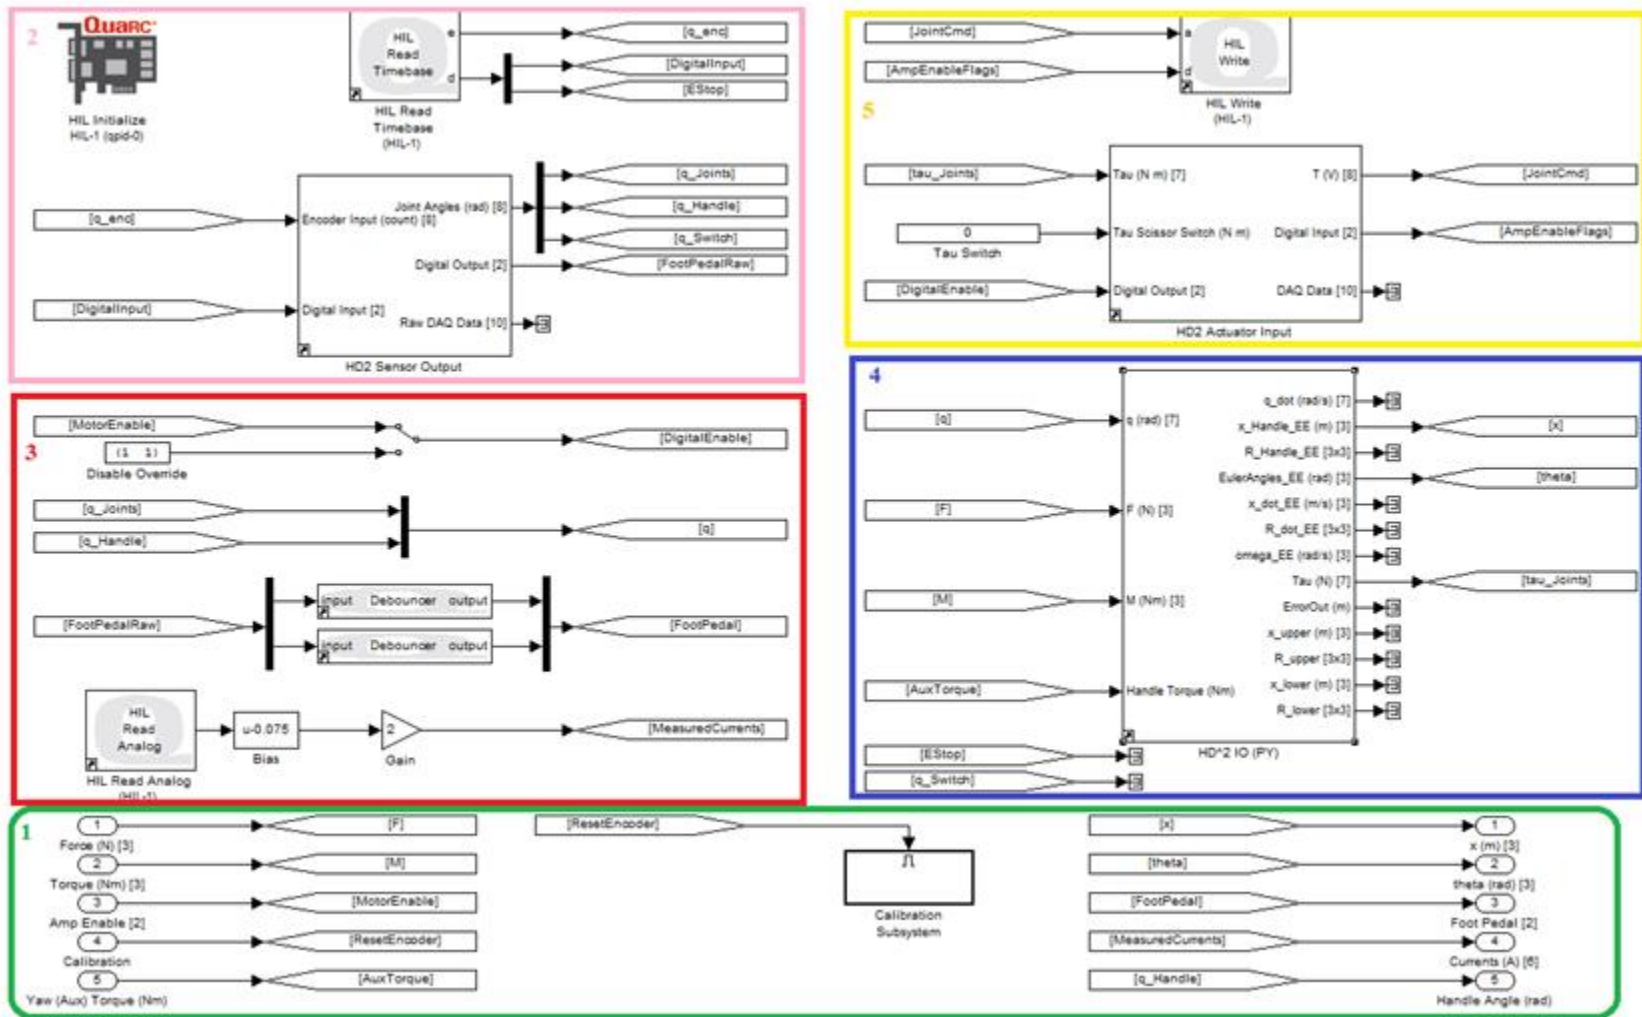 2
QUARC
HIL Initialize
HIL-1 (qpid-0)
HIL
Read
Timebase
e
d
HIL Read
Timebase
(HIL-1)
[q_enc]
[DigitalInput]
[EStop]
[q_enc]
[DigitalInput]
Encoder Input (count) [8]
Digital Input [2]
Joint Angles (rad) [8]
Digital Output [2]
Raw DAQ Data [10]
HD2 Sensor Output
[q_Joints]
[q_Handle]
[q_Switch]
[FootPedalRaw]
5
[JointCmd]
[AmpEnableFlags]
a
d
HIL
Write
HIL Write
(HIL-1)
[tau_Joints]
0
Tau Switch
[DigitalEnable]
Tau (N m) [7]
Tau Scissor Switch (N m)
Digital Output [2]
T (V) [8]
Digital Input [2]
DAQ Data [10]
HD2 Actuator Input
[JointCmd]
[AmpEnableFlags]
3
[MotorEnable]
(1 1)
Disable Override
[DigitalEnable]
[q_Joints]
[q_Handle]
[q]
[FootPedalRaw]
Input Debouncer output
Input Debouncer output
[FootPedal]
HIL
Read
Analog
HIL Read Analog
(HIL-1)
u-0.075
Bias
2
Gain
[MeasuredCurrents]
4
[q]
[F]
[M]
[AuxTorque]
[EStop]
[q_Switch]
q (rad) [7]
F (N) [3]
M (Nm) [3]
Handle Torque (Nm)
q_dot (rad/s) [7]
x_Handle_EE (m) [3]
R_Handle_EE [3x3]
EulerAngles_EE (rad) [3]
x_dot_EE (m/s) [3]
R_dot_EE [3x3]
omega_EE (rad/s) [3]
Tau (N) [7]
ErrorOut (m)
x_upper (m) [3]
R_upper [3x3]
x_lower (m) [3]
R_lower [3x3]
HD^2 IO (PY)
[x]
[theta]
[tau_Joints]
1
1
Force (N) [3]
2
Torque (Nm) [3]
3
Amp Enable [2]
4
Calibration
5
Yaw (Aux) Torque (Nm)
[F]
[M]
[MotorEnable]
[ResetEncoder]
[AuxTorque]
[ResetEncoder]
Calibration
Subsystem
[x]
[theta]
[FootPedal]
[MeasuredCurrents]
[q_Handle]
1
x (m) [3]
2
theta (rad) [3]
3
Foot Pedal [2]
4
Currents (A) [6]
5
Handle Angle (rad)